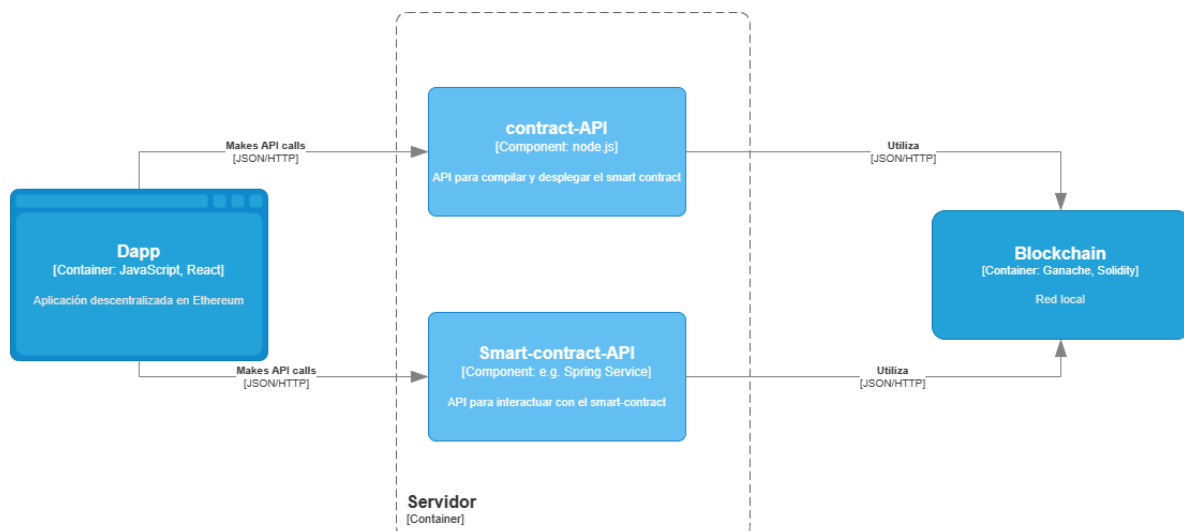 contract-API
[Component: node.js]
API para compilar y desplegar el smart contract
Makes API calls
[JSON/HTTP]
Utiliza
[JSON/HTTP]
Dapp
[Container: JavaScript, React]
Aplicación descentralizada en Ethereum
Blockchain
[Container: Ganache, Solidity]
Red local
Smart-contract-API
[Component: e.g. Spring Service]
API para interactuar con el smart-contract
Makes API calls
[JSON/HTTP]
Utiliza
[JSON/HTTP]
Servidor
[Container]